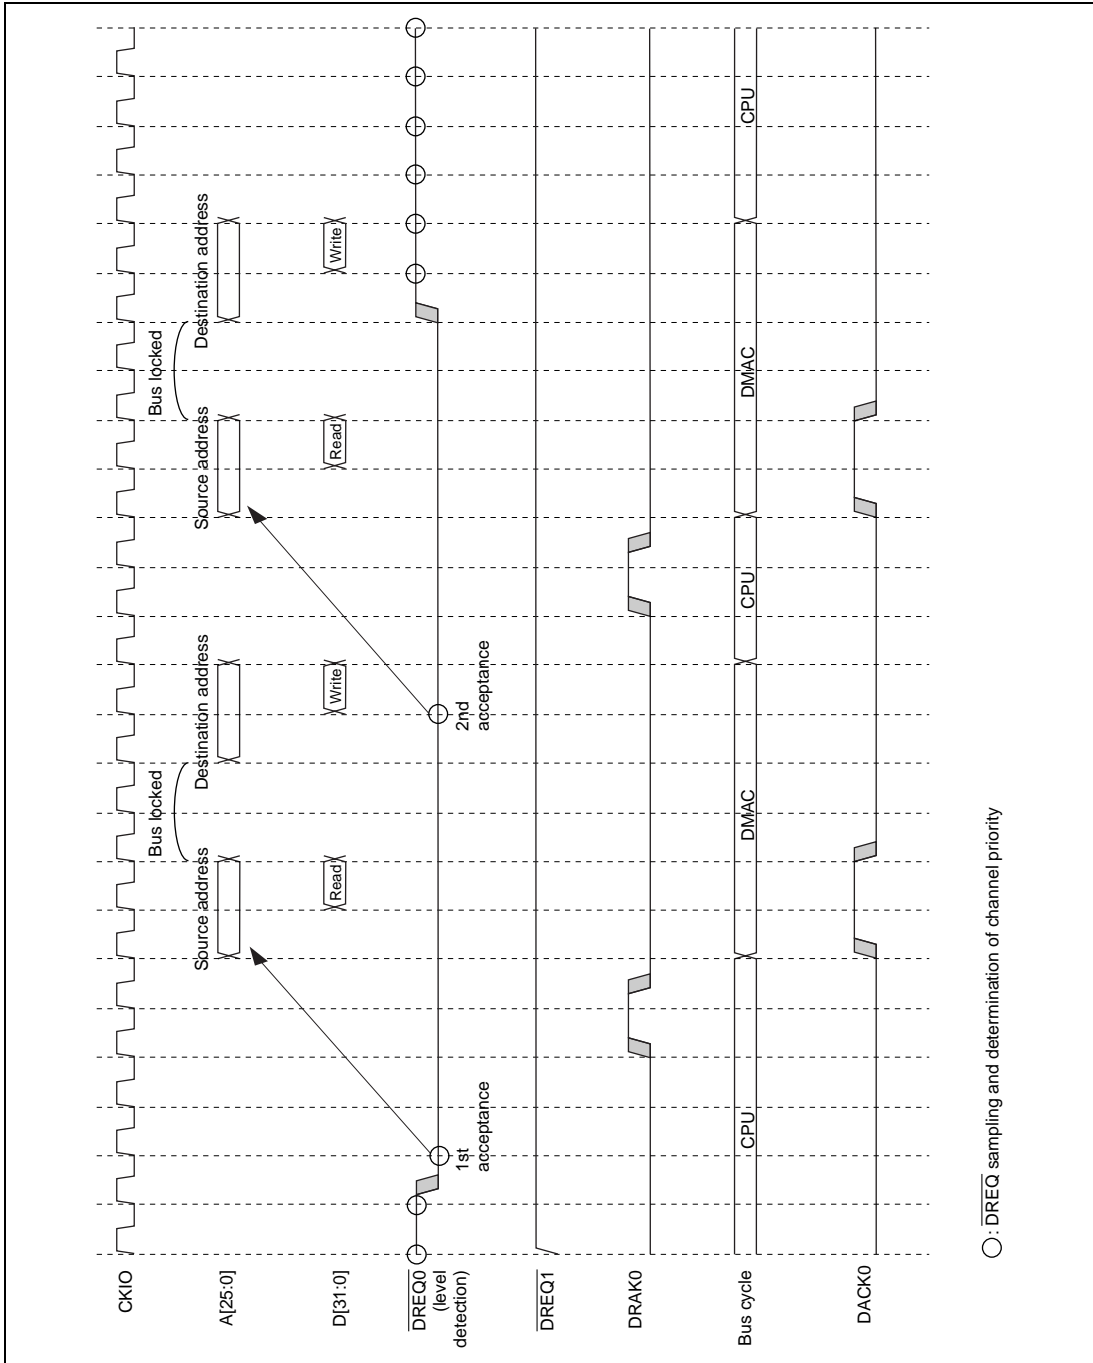 CKIO
Bus locked
Bus locked
Source address
Destination address
Source address
Destination address
A[25:0]
D[31:0]
Read
Write
Read
Write
DREQ0
(level
detection)
1st
acceptance
2nd
acceptance
DREQ1
DRAK0
Bus cycle
CPU
DMAC
CPU
DMAC
CPU
DACK0
: DREQ sampling and determination of channel priority